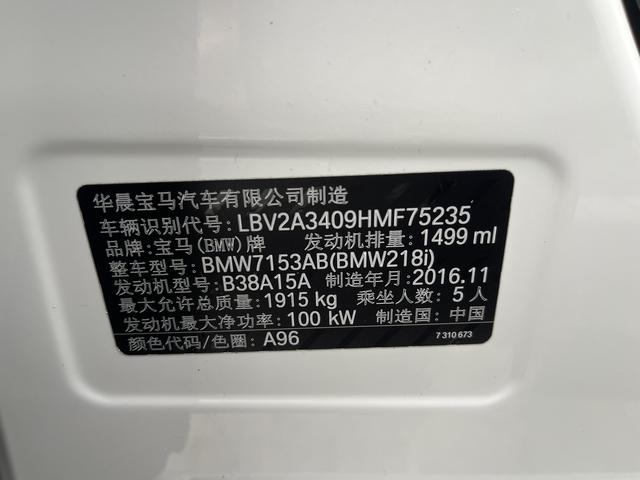 华晨宝马汽车有限公司制造
车辆识别代号: LBV2A3409HMF75235
品牌: 宝马(BMW)牌 发动机排量: 1499 ml
整车型号: BMW7153AB(BMW218i)
发动机型号: B38A15A 制造年月: 2016.11
最大允许总质量: 1915 kg 乘坐人数: 5 人
发动机最大净功率: 100 kW 制造国: 中国
颜色代码/色圈: A96
7 310 673